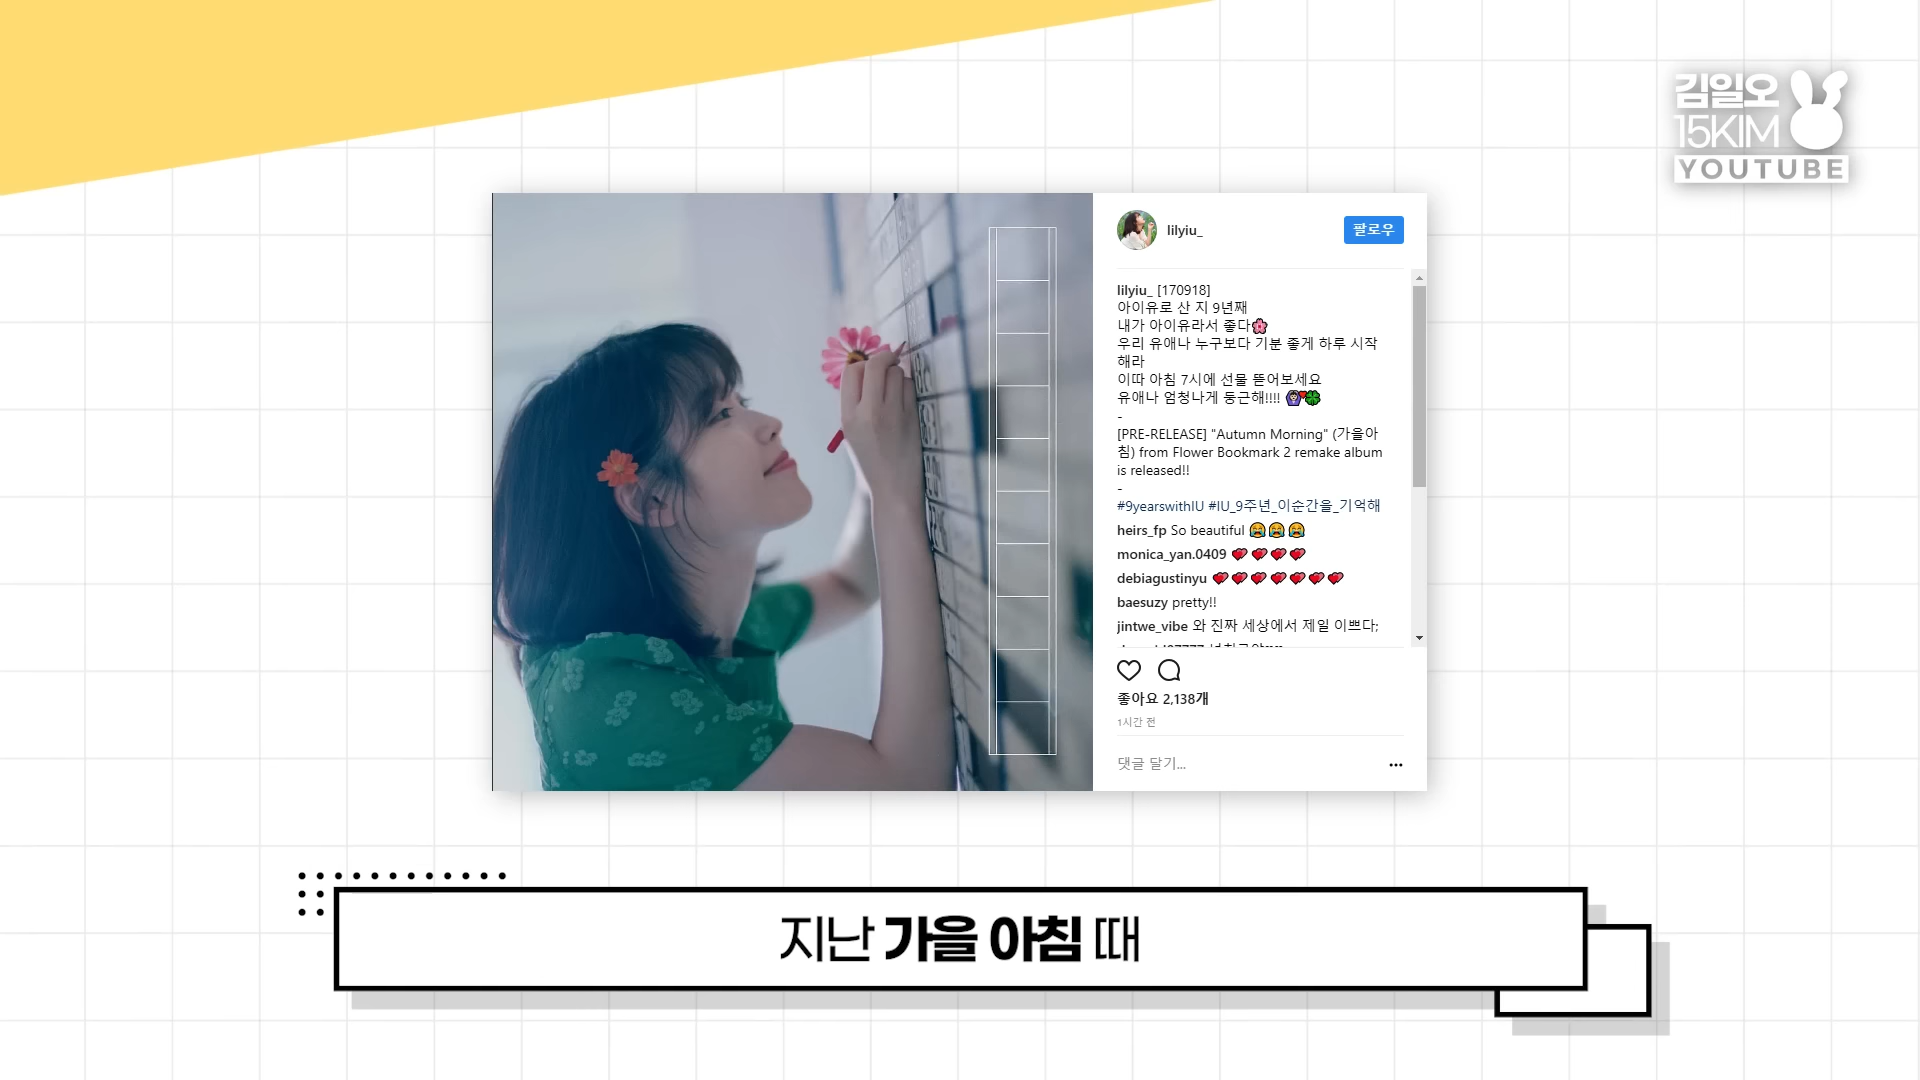 김일오
15KIM
YOUTUBE
lilyiu_
팔로우
lilyiu_ [170918]
아이유로 산 지 9년째
내가 아이유라서 좋다🌸
우리 유애나 누구보다 기분 좋게 하루 시작
해라
이따 아침 7시에 선물 뜯어보세요
유애나 엄청나게 둥근해!!!! 🙆🏻❤🍀
-
[PRE-RELEASE] "Autumn Morning" (가을아
침) from Flower Bookmark 2 remake album
is released!!
-
#9yearswithIU #IU_9주년_이순간을_기억해
heirs_fp So beautiful 😭😭😭
monica_yan.0409 💕💕💕💕
debiagustinyu 💕💕💕💕💕💕💕
baesuzy pretty!!
jintwe_vibe 와 진짜 세상에서 제일 이쁘다;
좋아요 2,138개
1시간 전
댓글 달기...
지난 가을 아침 때